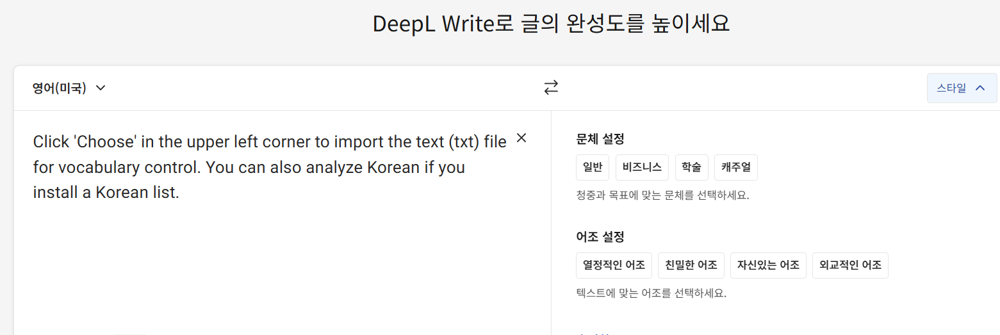 DeepL Write로 글의 완성도를 높이세요
영어(미국)
스타일
Click 'Choose' in the upper left corner to import the text (txt) file
for vocabulary control. You can also analyze Korean if you
install a Korean list.
문체 설정
일반 비즈니스 학술 캐주얼
청중과 목표에 맞는 문체를 선택하세요.
어조 설정
열정적인 어조 친밀한 어조 자신있는 어조 외교적인 어조
텍스트에 맞는 어조를 선택하세요.